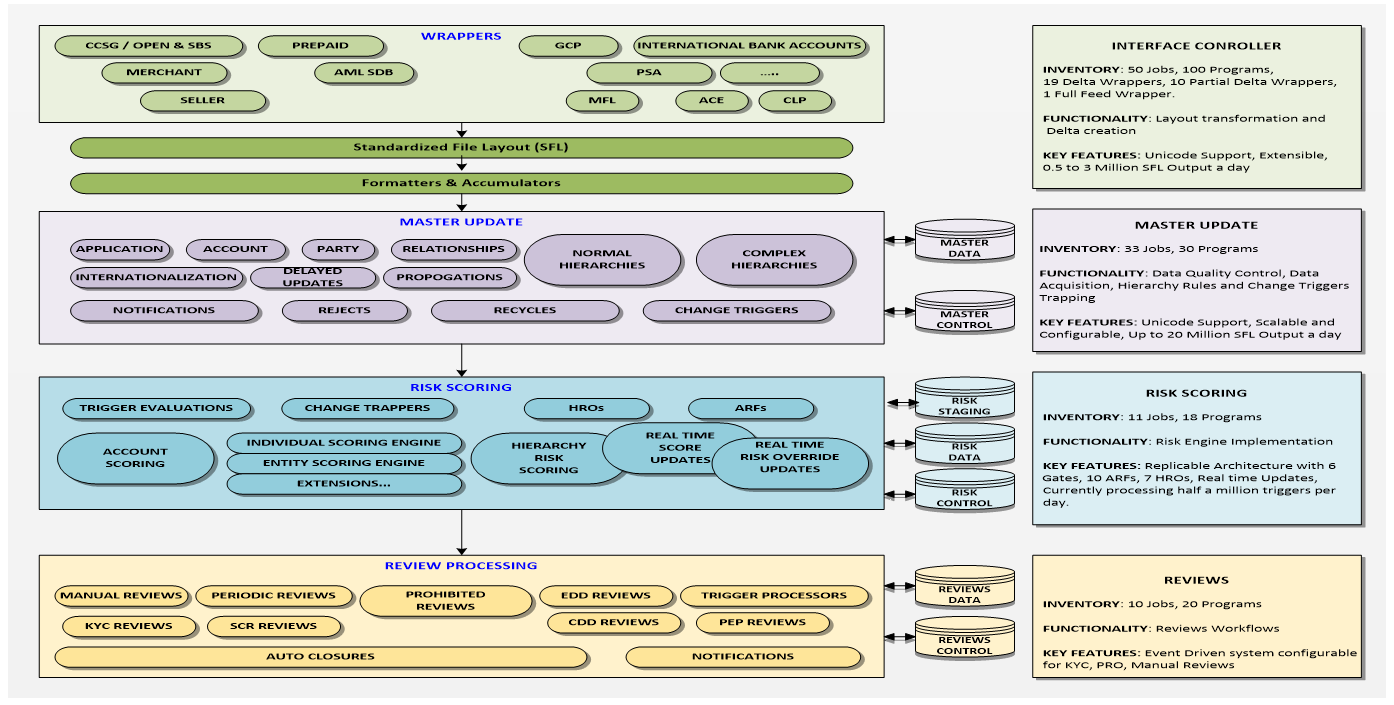 WRAPPERS
CCSG / OPEN & SBS
PREPAID
GCP
INTERNATIONAL BANK ACCOUNTS
MERCHANT
AML SDB
PSA
.....
SELLER
MFL
ACE
CLP
Standardized File Layout (SFL)
Formatters & Accumulators
INTERFACE CONROLLER
INVENTORY: 50 Jobs, 100 Programs,
19 Delta Wrappers, 10 Partial Delta Wrappers,
1 Full Feed Wrapper.
FUNCTIONALITY: Layout transformation and
Delta creation
KEY FEATURES: Unicode Support, Extensible,
0.5 to 3 Million SFL Output a day
MASTER UPDATE
APPLICATION
ACCOUNT
PARTY
RELATIONSHIPS
NORMAL
HIERARCHIES
COMPLEX
HIERARCHIES
INTERNATIONALIZATION
DELAYED
UPDATES
PROPOGATIONS
NOTIFICATIONS
REJECTS
RECYCLES
CHANGE TRIGGERS
MASTER
DATA
MASTER
CONTROL
MASTER UPDATE
INVENTORY: 33 Jobs, 30 Programs
FUNCTIONALITY: Data Quality Control, Data
Acquisition, Hierarchy Rules and Change Triggers
Trapping
KEY FEATURES: Unicode Support, Scalable and
Configurable, Up to 20 Million SFL Output a day
RISK SCORING
TRIGGER EVALUATIONS
CHANGE TRAPPERS
HROs
ARFs
ACCOUNT
SCORING
INDIVIDUAL SCORING ENGINE
ENTITY SCORING ENGINE
EXTENSIONS...
HIERARCHY
RISK
SCORING
REAL TIME
SCORE
UPDATES
REAL TIME
RISK OVERRIDE
UPDATES
RISK
STAGING
RISK
DATA
RISK
CONTROL
RISK SCORING
INVENTORY: 11 Jobs, 18 Programs
FUNCTIONALITY: Risk Engine Implementation
KEY FEATURES: Replicable Architecture with 6
Gates, 10 ARFs, 7 HROs, Real time Updates,
Currently processing half a million triggers per
day.
REVIEW PROCESSING
MANUAL REVIEWS
PERIODIC REVIEWS
PROHIBITED
REVIEWS
EDD REVIEWS
TRIGGER PROCESSORS
KYC REVIEWS
SCR REVIEWS
CDD REVIEWS
PEP REVIEWS
AUTO CLOSURES
NOTIFICATIONS
REVIEWS
DATA
REVIEWS
CONTROL
REVIEWS
INVENTORY: 10 Jobs, 20 Programs
FUNCTIONALITY: Reviews Workflows
KEY FEATURES: Event Driven system configurable
for KYC, PRO, Manual Reviews